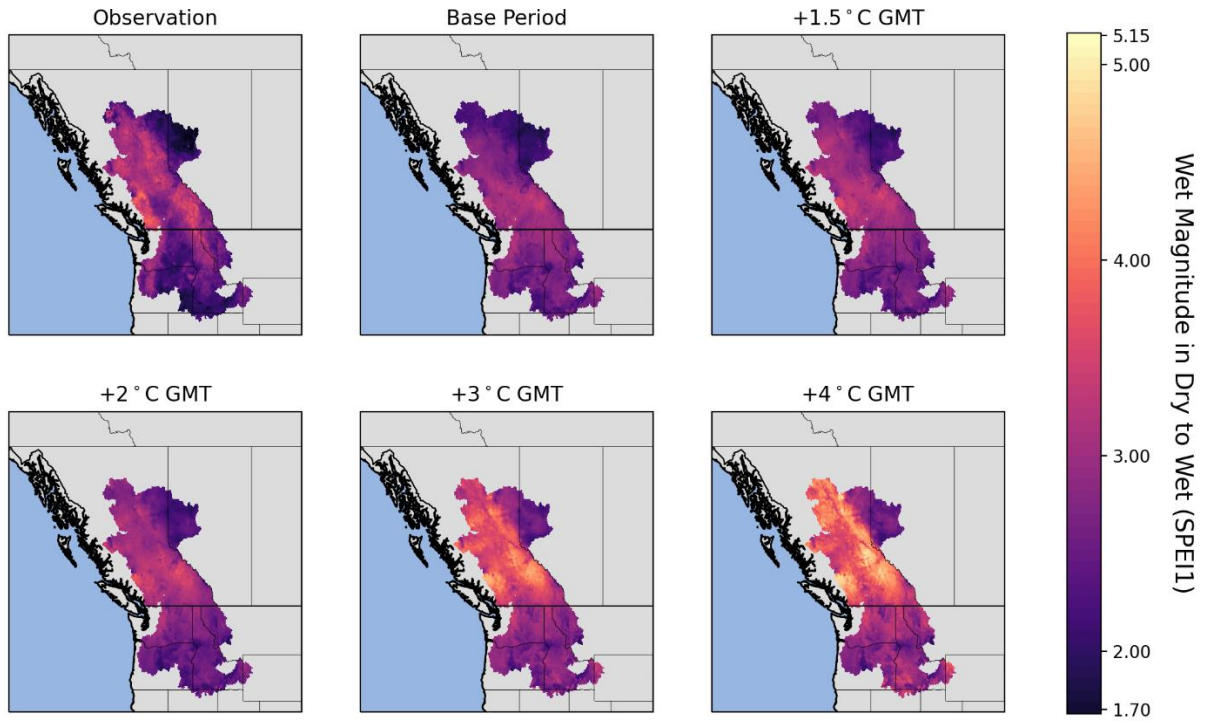 Observation
Base Period
+1.5°C GMT
+2°C GMT
+3°C GMT
+4°C GMT
5.15
5.00
4.00
3.00
2.00
1.70
Wet Magnitude in Dry to Wet (SPEI1)